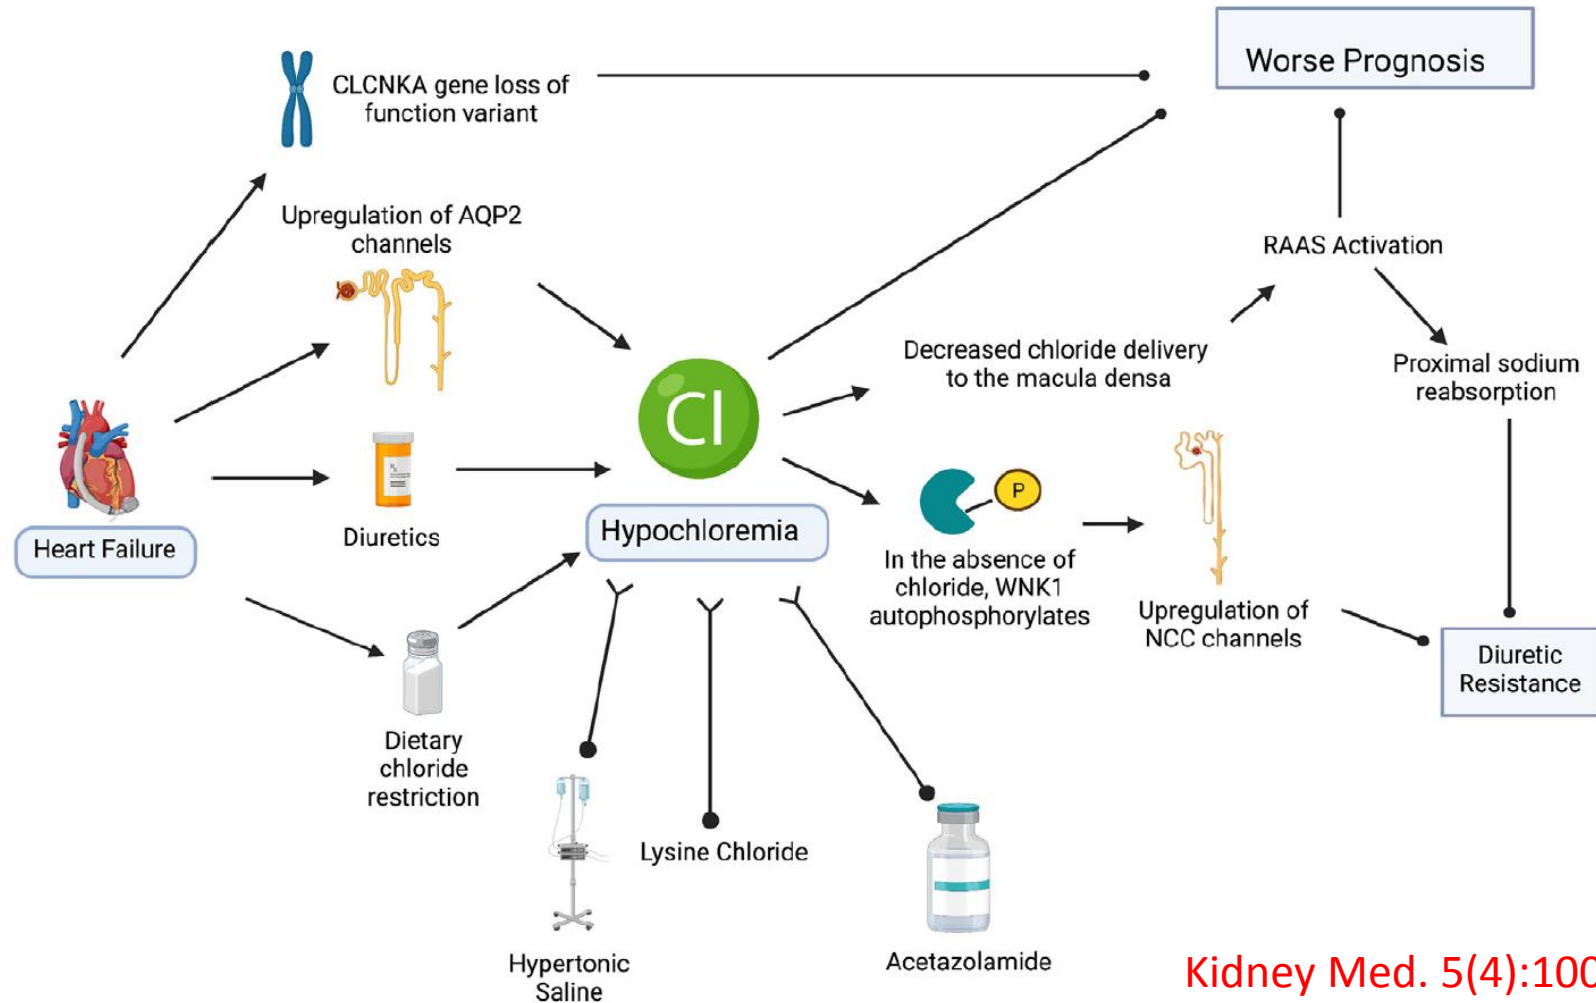 Worse Prognosis
CLCNKA gene loss of
function variant
Upregulation of AQP2
channels
RAAS Activation
Decreased chloride delivery
to the macula densa
Proximal sodium
reabsorption
Cl
Diuretics
Heart Failure
Hypochloremia
P
In the absence of
chloride, WNK1
autophosphorylates
Upregulation of
NCC channels
Diuretic
Resistance
Dietary
chloride
restriction
Lysine Chloride
Hypertonic
Saline
Acetazolamide
Kidney Med. 5(4):100